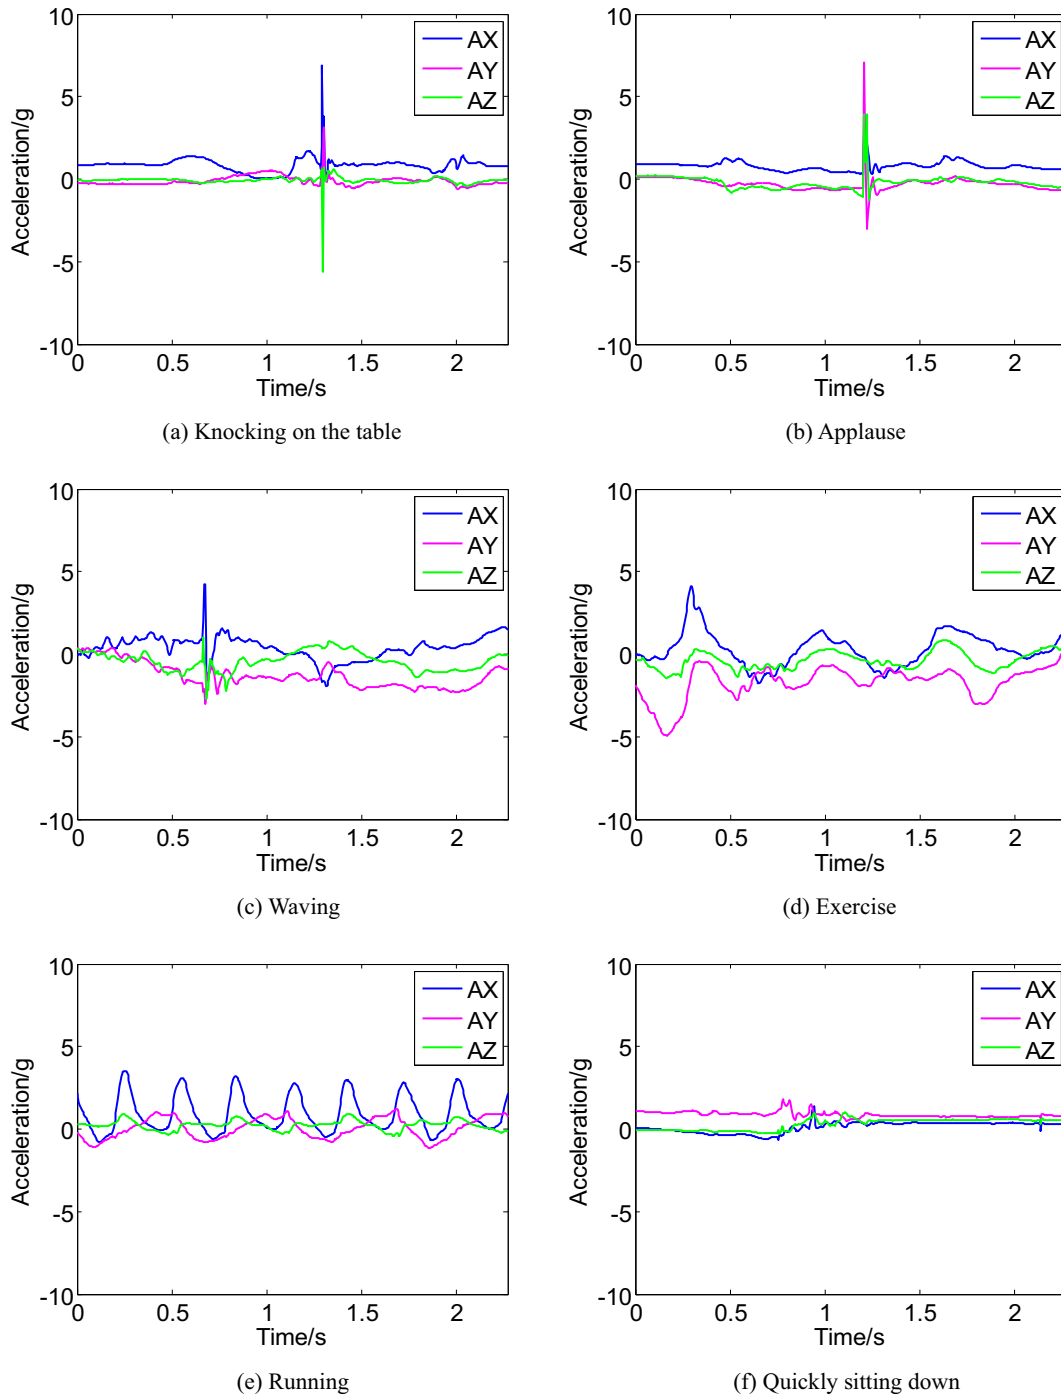 10
5
0
-5
-10
Acceleration/g
0 0.5 1 1.5 2
Time/s
AX
AY
AZ
(a) Knocking on the table
10
5
0
-5
-10
Acceleration/g
0 0.5 1 1.5 2
Time/s
AX
AY
AZ
(b) Applause
10
5
0
-5
-10
Acceleration/g
0 0.5 1 1.5 2
Time/s
AX
AY
AZ
(c) Waving
10
5
0
-5
-10
Acceleration/g
0 0.5 1 1.5 2
Time/s
AX
AY
AZ
(d) Exercise
10
5
0
-5
-10
Acceleration/g
0 0.5 1 1.5 2
Time/s
AX
AY
AZ
(e) Running
10
5
0
-5
-10
Acceleration/g
0 0.5 1 1.5 2
Time/s
AX
AY
AZ
(f) Quickly sitting down